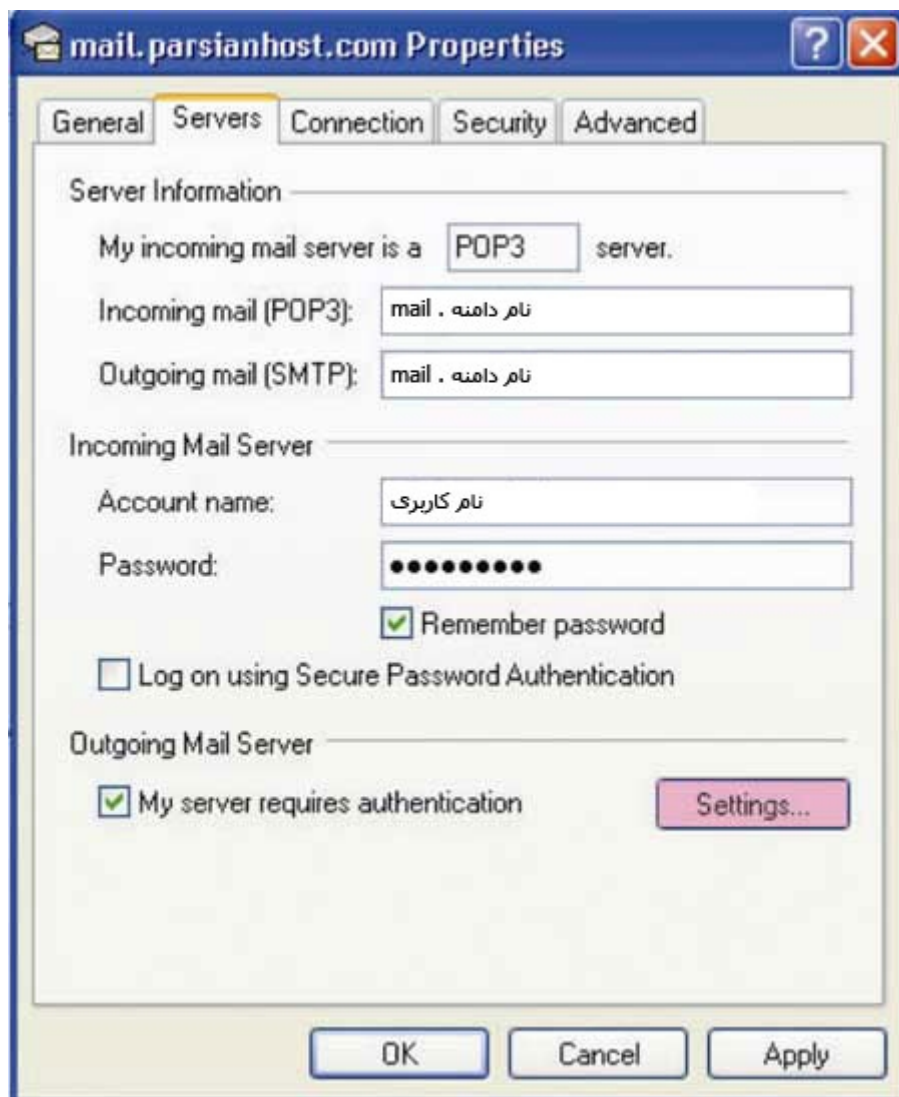 mail.parsianhost.com Properties
General Servers Connection Security Advanced
Server Information
My incoming mail server is a POP3 server.
Incoming mail (POP3): mail . نام دامنه
Outgoing mail (SMTP): mail . نام دامنه
Incoming Mail Server
Account name: نام کاربری
Password: •••••••••
Remember password
Log on using Secure Password Authentication
Outgoing Mail Server
My server requires authentication Settings...
OK Cancel Apply